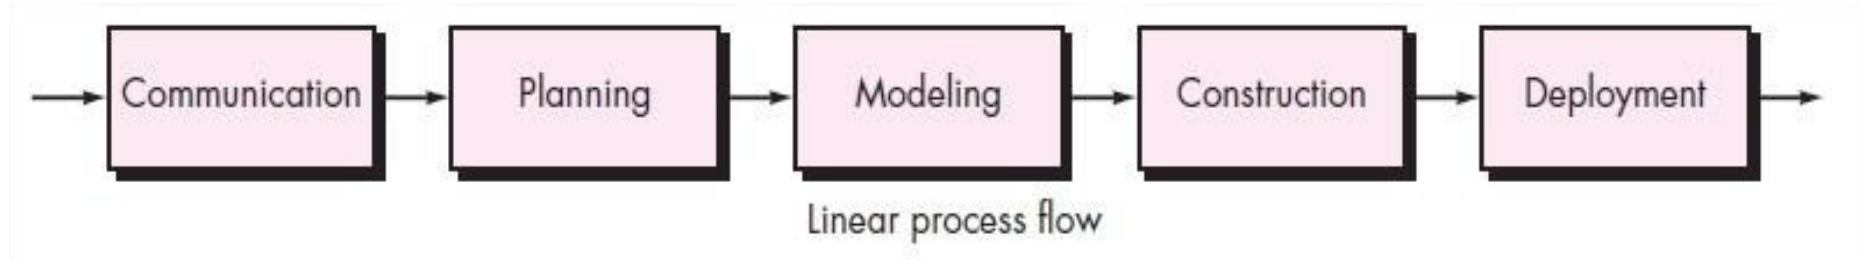 Communication
Planning
Modeling
Construction
Deployment
Linear process flow